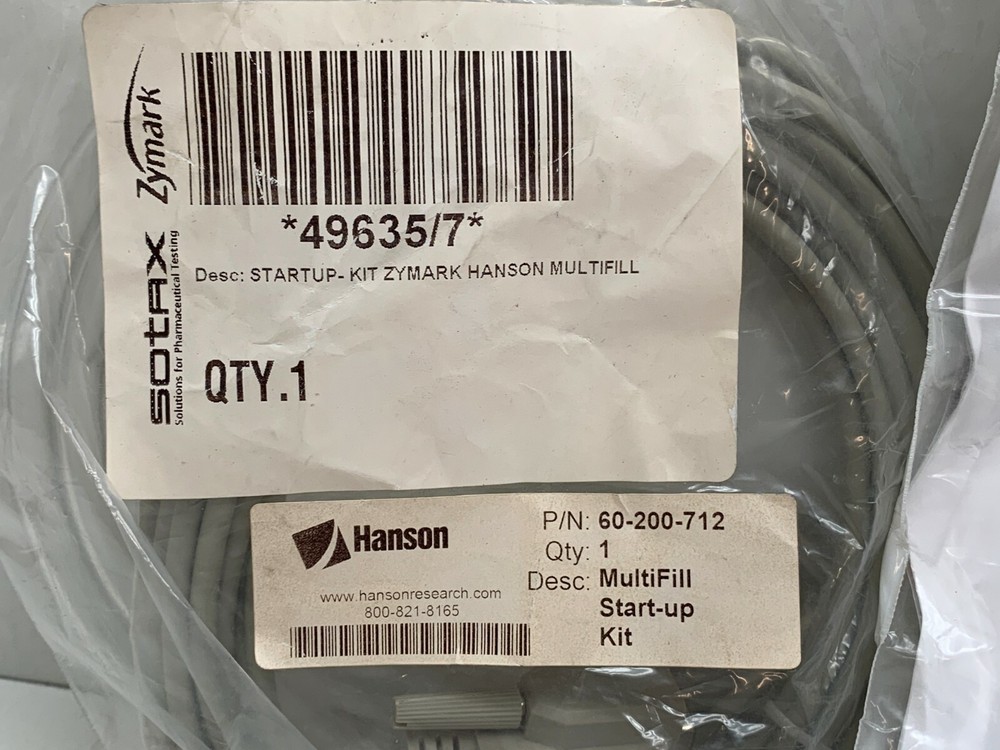 Zymark
SOTAX
Solutions for Pharmaceutical Testing
*49635/7*
Desc: STARTUP- KIT ZYMARK HANSON MULTIFILL
QTY.1
Hanson
www.hansonresearch.com
800-821-8165
P/N: 60-200-712
Qty: 1
Desc: MultiFill
Start-up
Kit